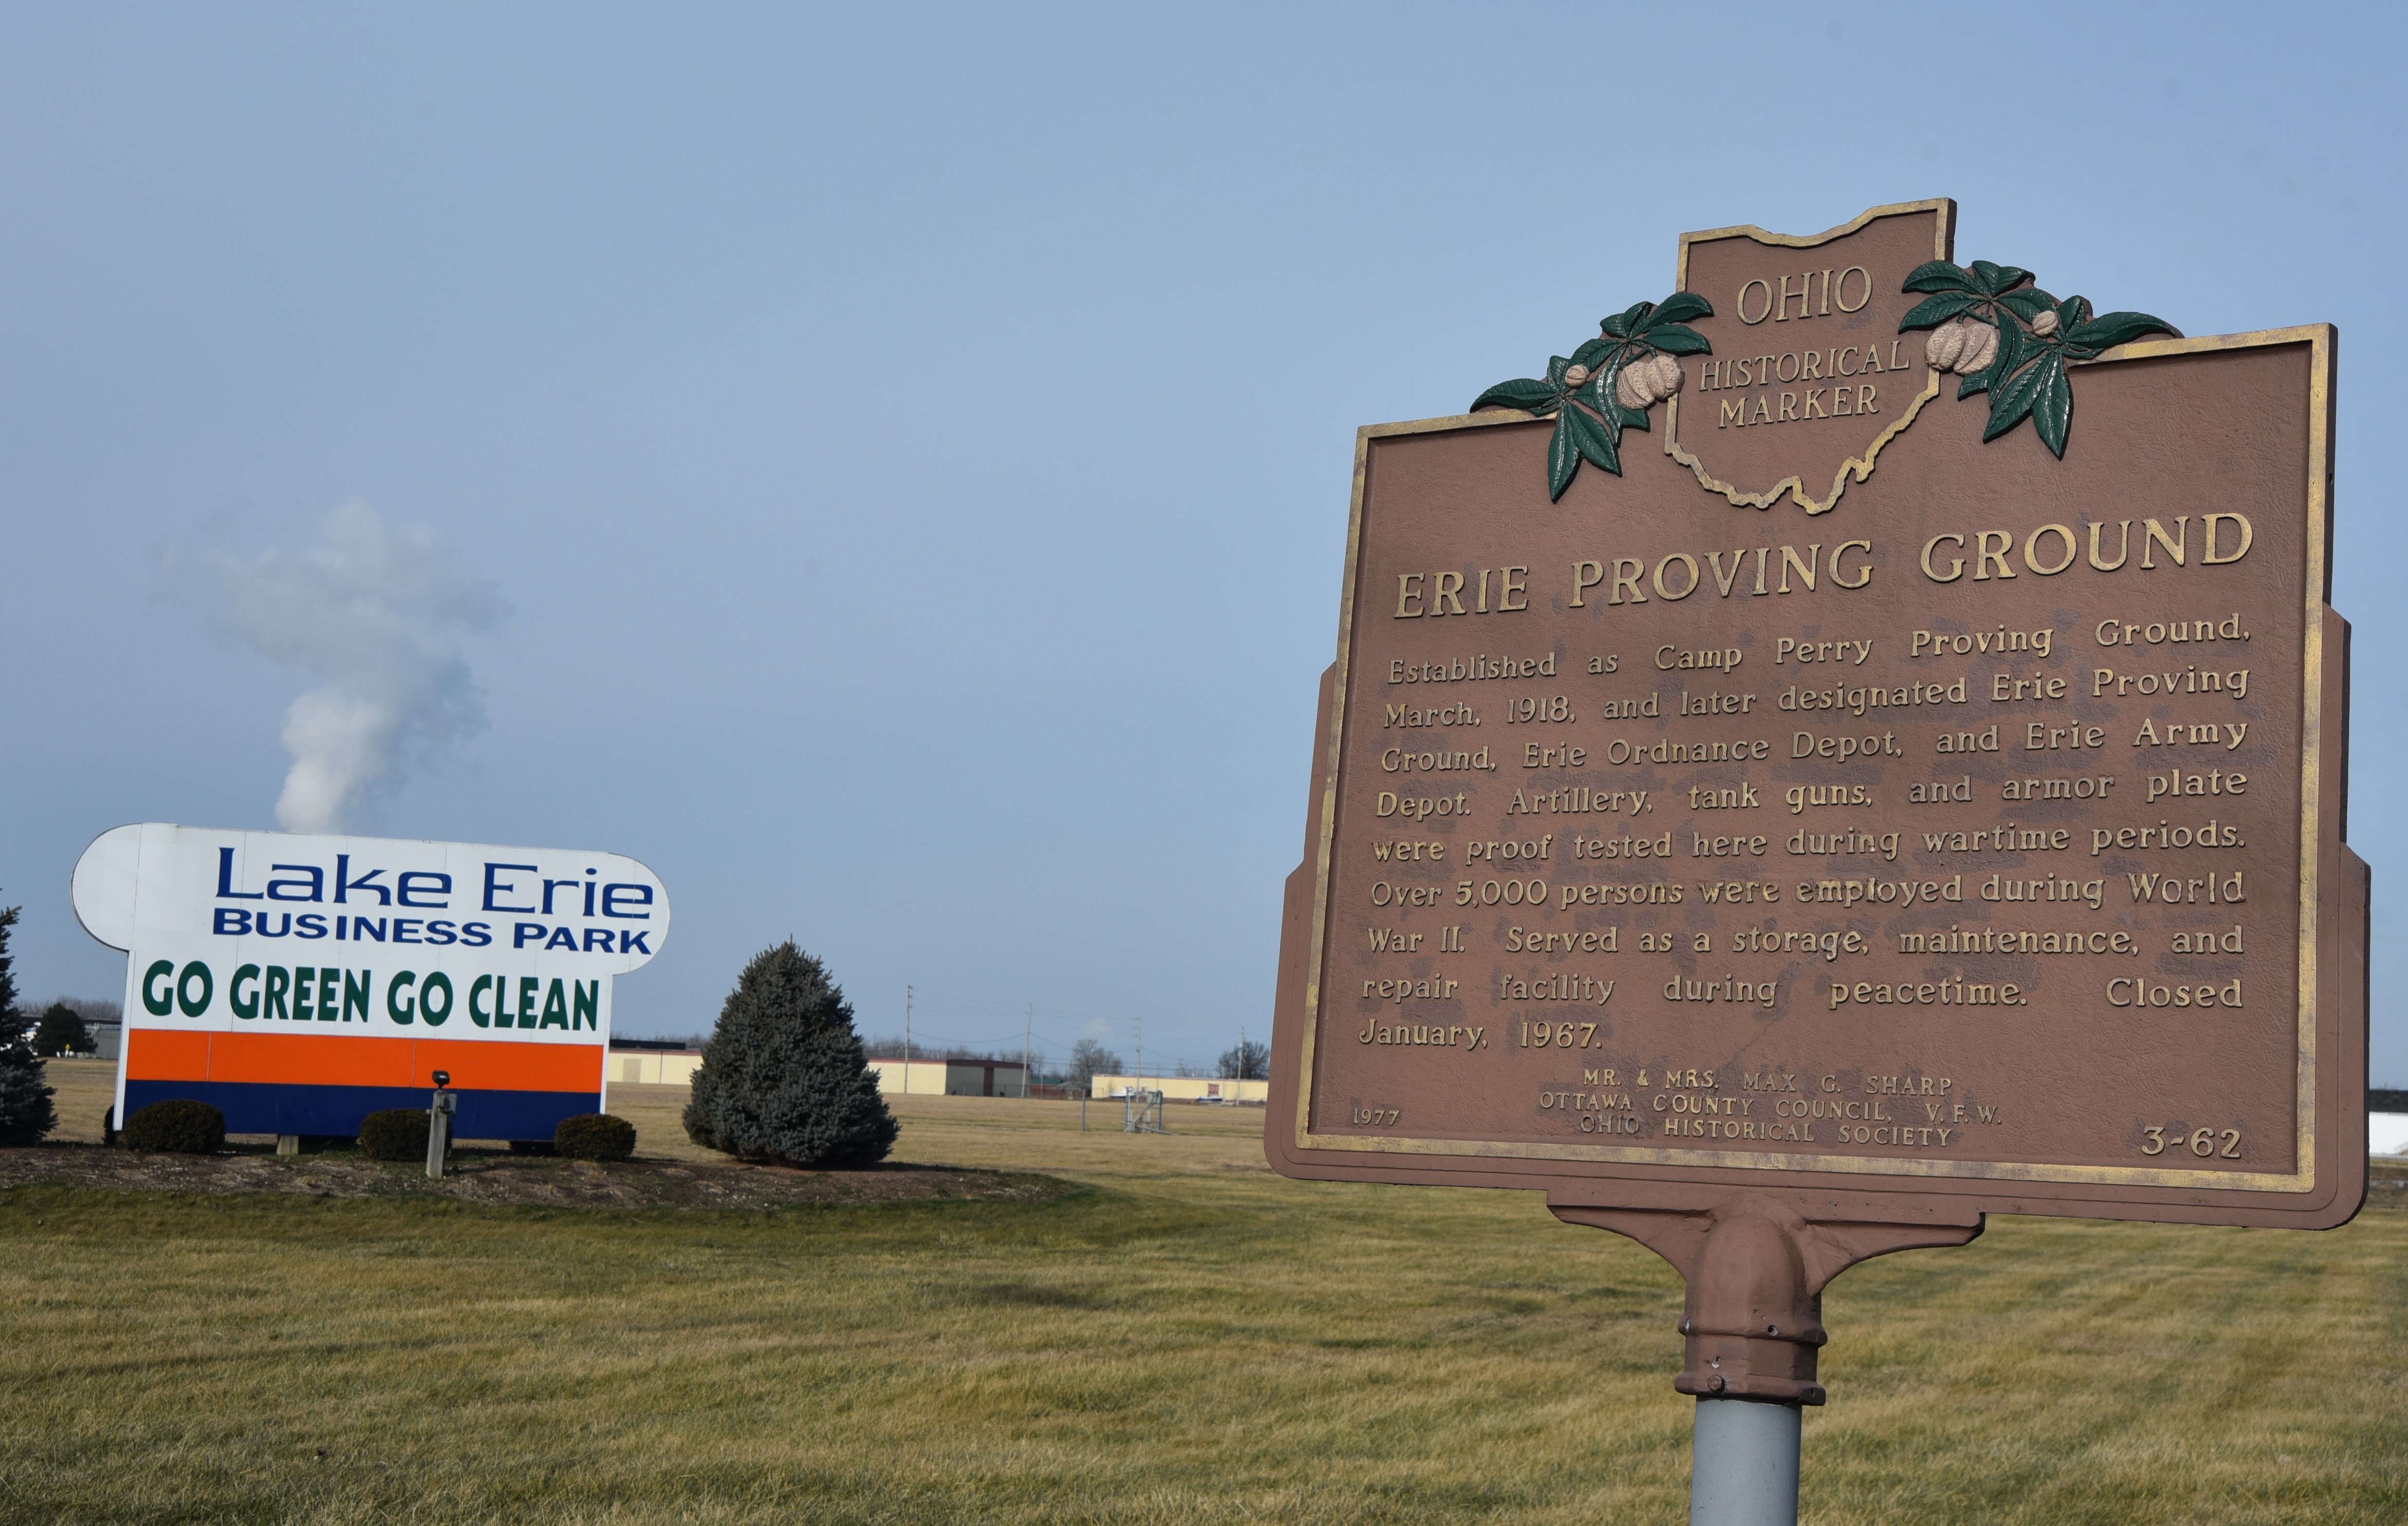 Lake Erie
BUSINESS PARK
GO GREEN GO CLEAN
OHIO
HISTORICAL
MARKER
ERIE PROVING GROUND
Established as Camp Perry Proving Ground,
March, 1918, and later designated Erie Proving
Ground, Erie Ordnance Depot, and Erie Army
Depot. Artillery, tank guns, and armor plate
were proof tested here during wartime periods.
Over 5,000 persons were employed during World
War II. Served as a storage, maintenance, and
repair facility during peacetime. Closed
January, 1967.
MR. & MRS. MAX G. SHARP
OTTAWA COUNTY COUNCIL, V.F.W.
OHIO HISTORICAL SOCIETY
1977
3-62